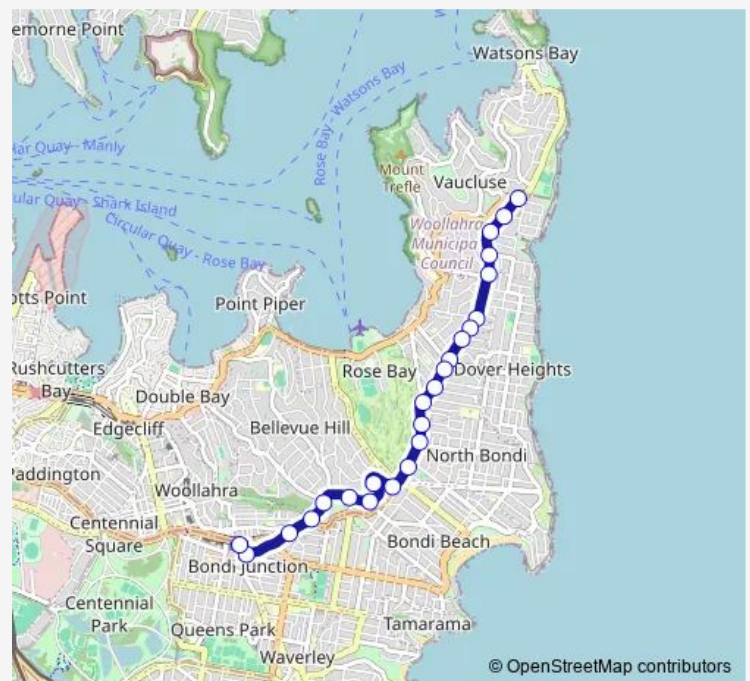 emorne Point
Watsons Bay
Rose Bay - Watsons Bay
Har Quay - Manly
Mount
Trefle
Vaucluse
ular Quay - Shark Island
Circular Quay - Rose Bay
Woollahra
Municipa
Council
otts Point
Point Piper
Rushcutters
Bay
Rose Bay
Dover Heights
Double Bay
Edgecliff
Bellevue Hill
Paddington
North Bondi
Woollahra
Centennial
Square
Bondi Beach
Bondi Junction
Centennial
Park
Queens Park
Tamarama
Waverley
© OpenStreetMap contributors